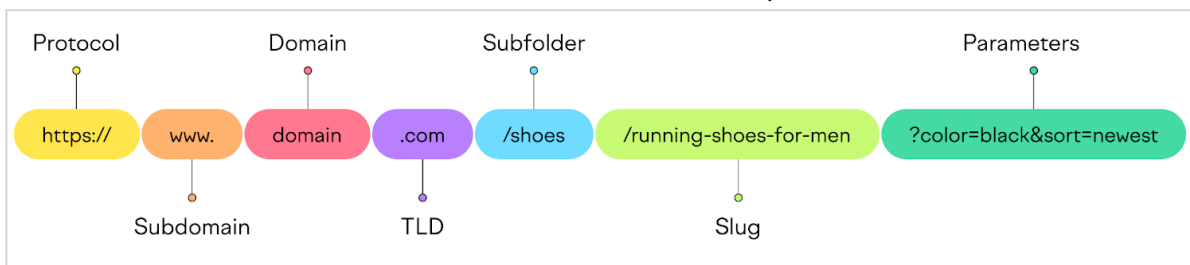 Protocol Domain Subfolder Parameters
https:// www. domain .com /shoes /running-shoes-for-men ?color=black&sort=newest
Subdomain TLD Slug